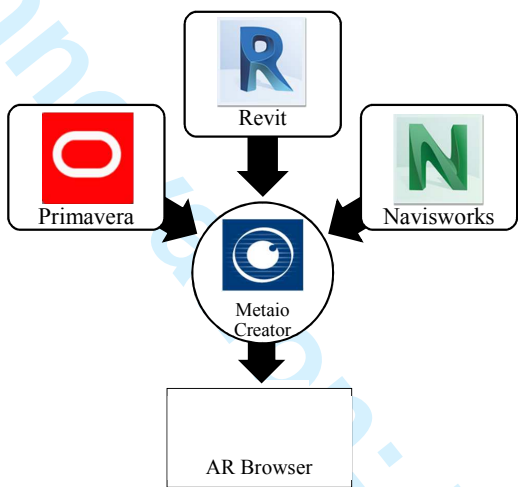 Revit
Primavera
Navisworks
Metaio
Creator
AR Browser